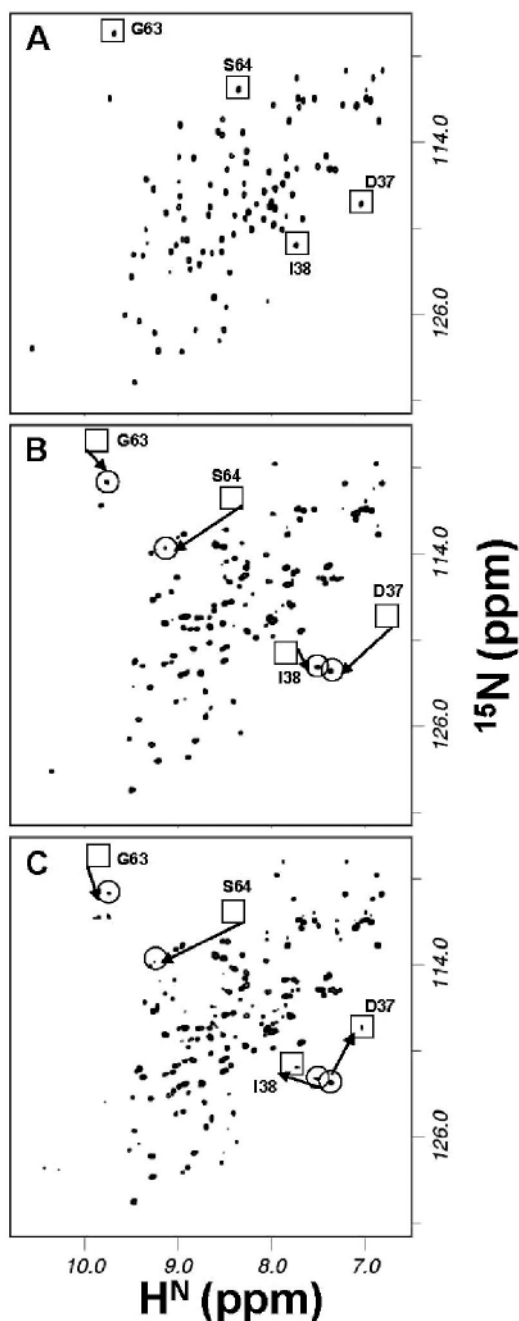 A
G63
S64
114.0
D37
I38
126.0
B
G63
S64
114.0
D37
I38
126.0
¹⁵N (ppm)
C
G63
S64
114.0
D37
I38
126.0
10.0 9.0 8.0 7.0
Hᴺ (ppm)